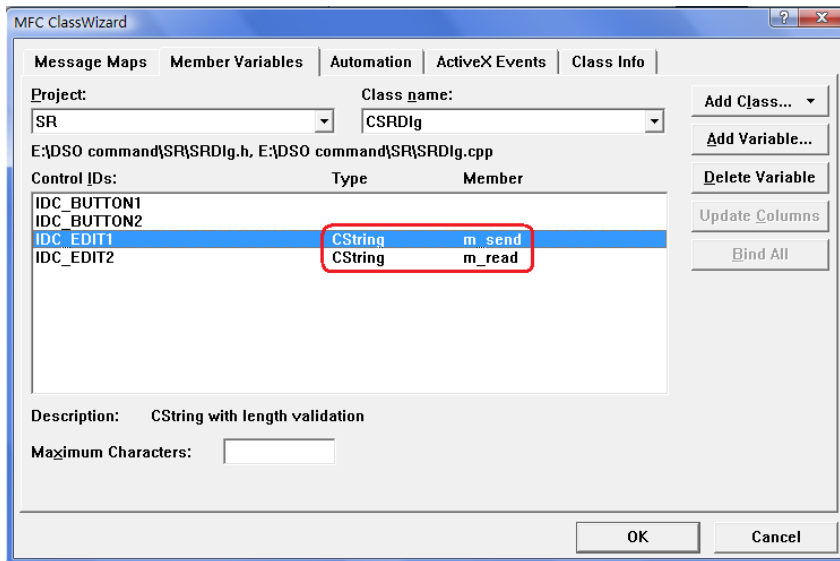 MFC ClassWizard
Message Maps Member Variables Automation ActiveX Events Class Info
Project: Class name:
SR CSRDlg
Add Class...
E:\DSO command\SR\SRDlg.h, E:\DSO command\SR\SRDlg.cpp
Add Variable...
Control IDs: Type Member
Delete Variable
IDC_BUTTON1
IDC_BUTTON2
Update Columns
IDC_EDIT1 CString m_send
IDC_EDIT2 CString m_read
Bind All
Description: CString with length validation
Maximum Characters:
OK Cancel